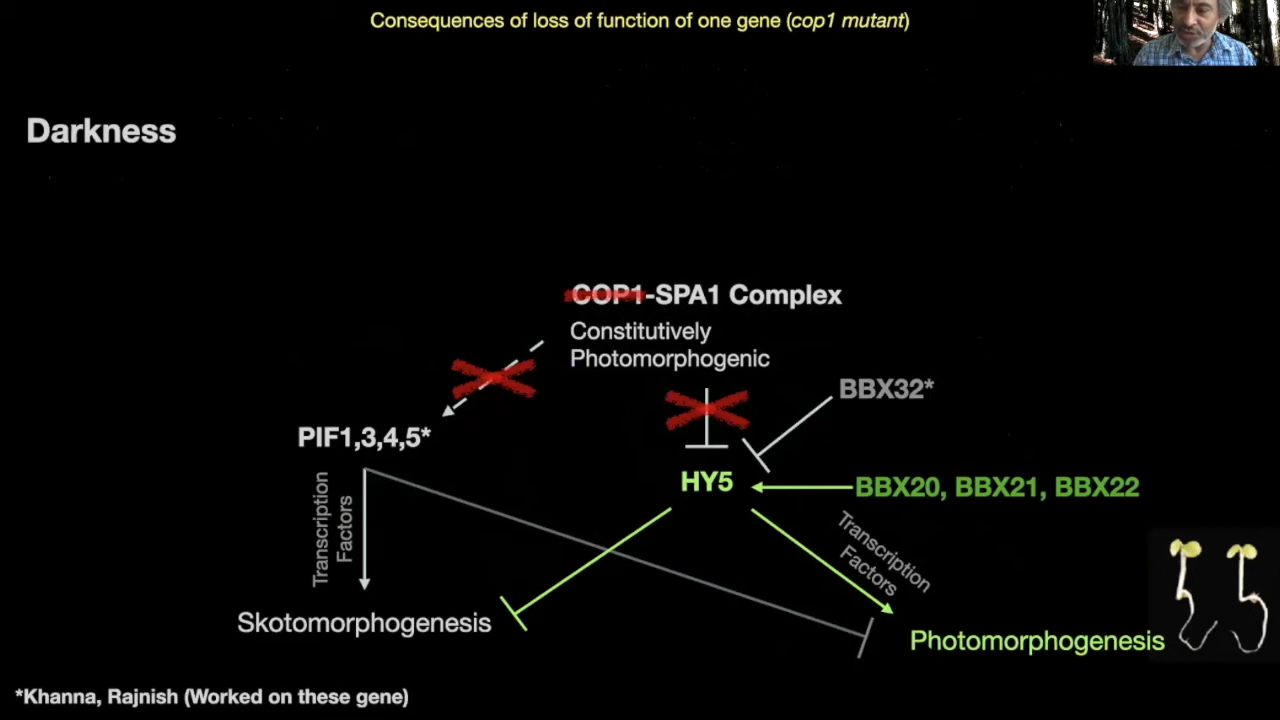 Consequences of loss of function of one gene (cop1 mutant)
Darkness
COP1-SPA1 Complex
Constitutively
Photomorphogenic
BBX32*
PIF1,3,4,5*
HY5
BBX20, BBX21, BBX22
Transcription
Factors
Transcription
Factors
Skotomorphogenesis
Photomorphogenesis
*Khanna, Rajnish (Worked on these gene)